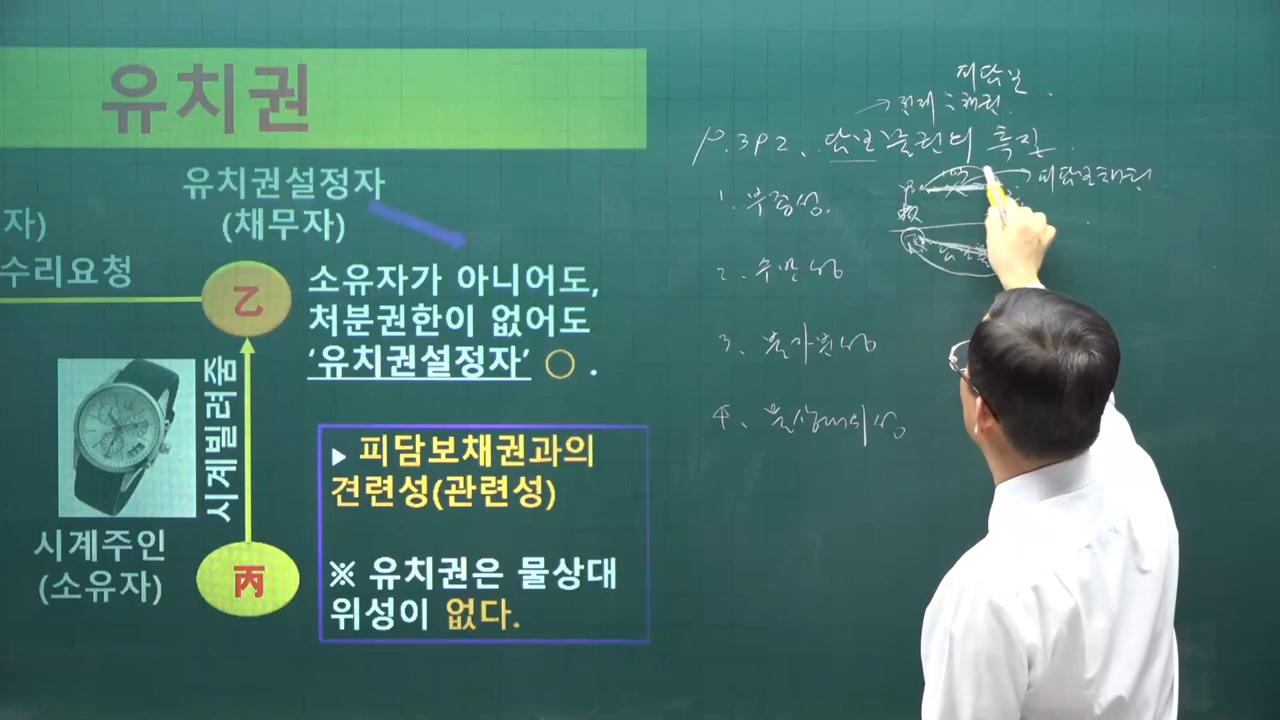 유치권
유치권설정자
(채무자)
자)
수리요청
乙
소유자가 아니어도,
처분권한이 없어도
'유치권설정자' ○ .
시계빌려줌
▶ 피담보채권과의
견련성(관련성)
※ 유치권은 물상대
위성이 없다.
시계주인
(소유자)
丙
피담보
→ 전제 : 채권
P.392. 담보물권의 특질
→ 피담보채권
1. 부종성.
2. 수반성
3. 불가분성
4. 물상대위성